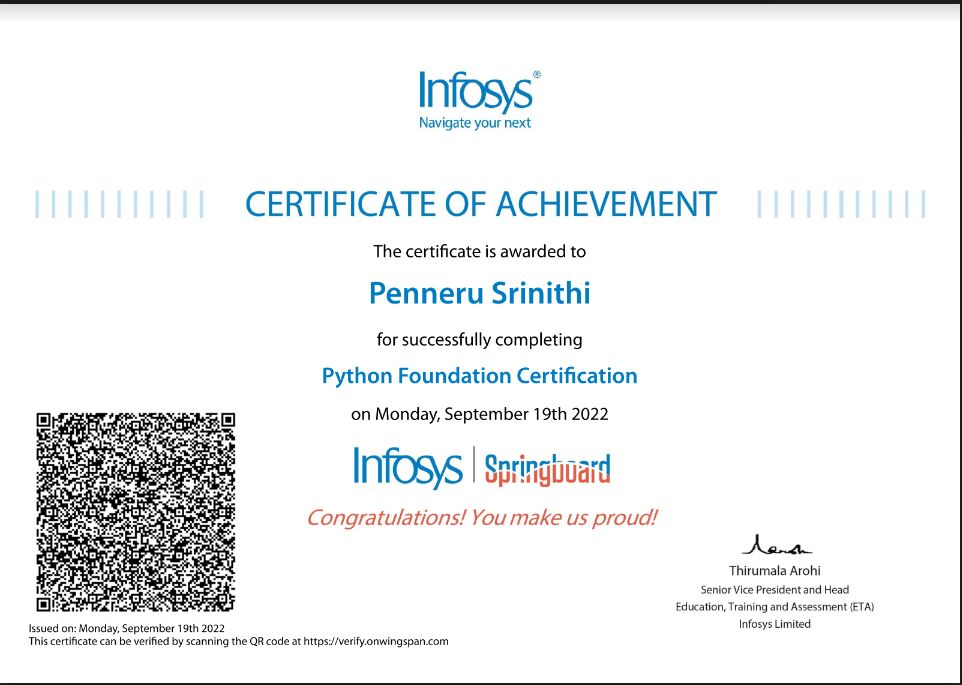 Infosys®
Navigate your next
CERTIFICATE OF ACHIEVEMENT
The certificate is awarded to
Penneru Srinithi
for successfully completing
Python Foundation Certification
on Monday, September 19th 2022
Infosys | Springboard
Congratulations! You make us proud!
Thirumala Arohi
Senior Vice President and Head
Education, Training and Assessment (ETA)
Infosys Limited
Issued on: Monday, September 19th 2022
This certificate can be verified by scanning the QR code at https://verify.onwingspan.com